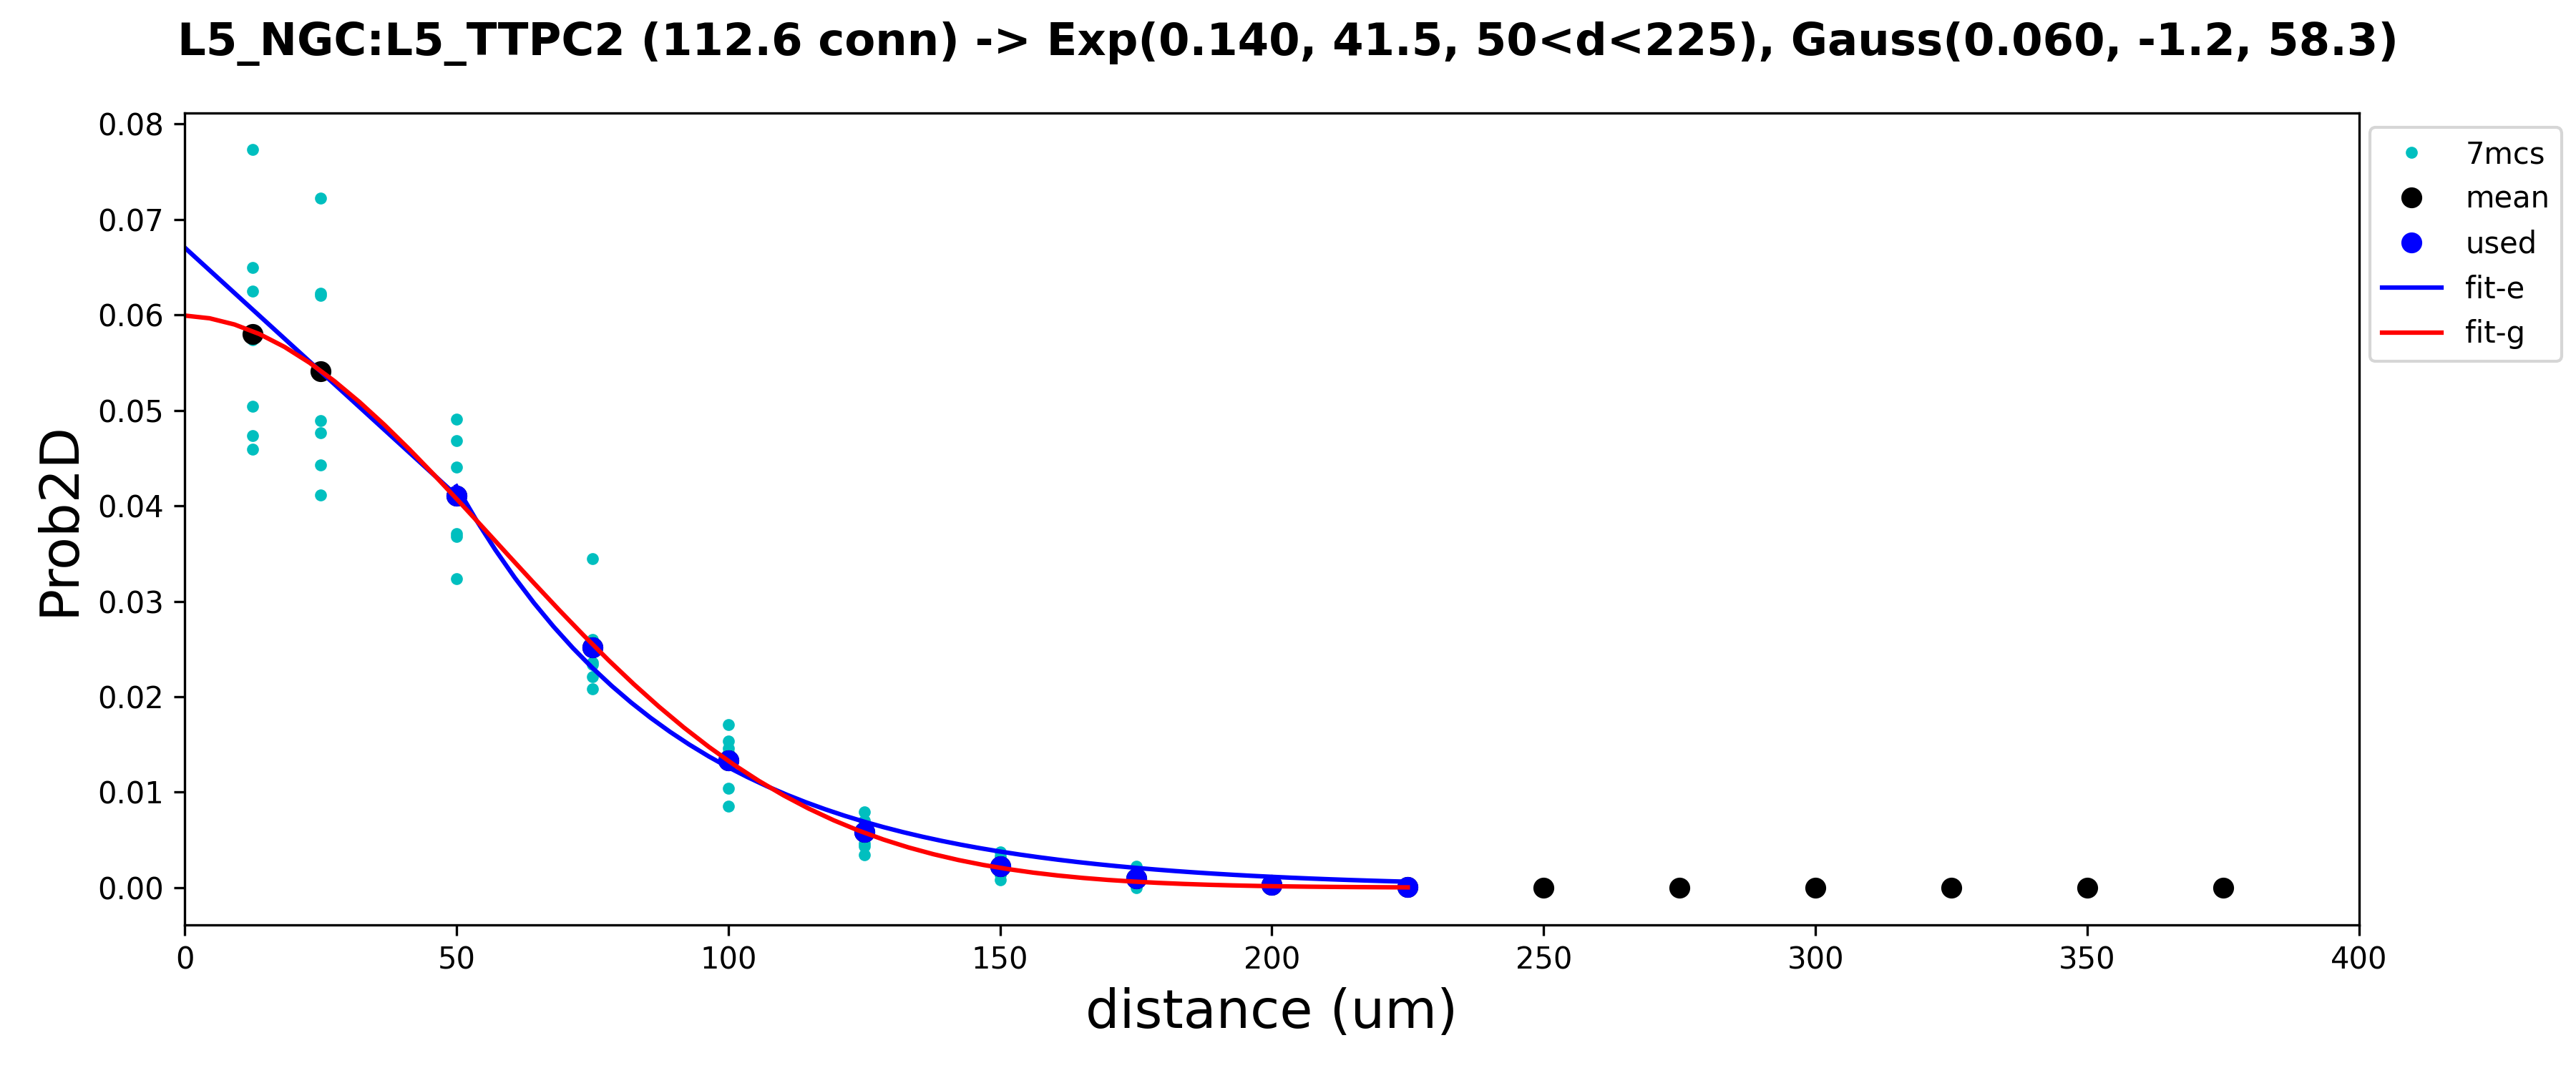 L5_NGC:L5_TTPC2 (112.6 conn) -> Exp(0.140, 41.5, 50<d<225), Gauss(0.060, -1.2, 58.3)
0.08
0.07
0.06
0.05
0.04
0.03
0.02
0.01
0.00
Prob2D
0 50 100 150 200 250 300 350 400
distance (um)
7mcs
mean
used
fit-e
fit-g